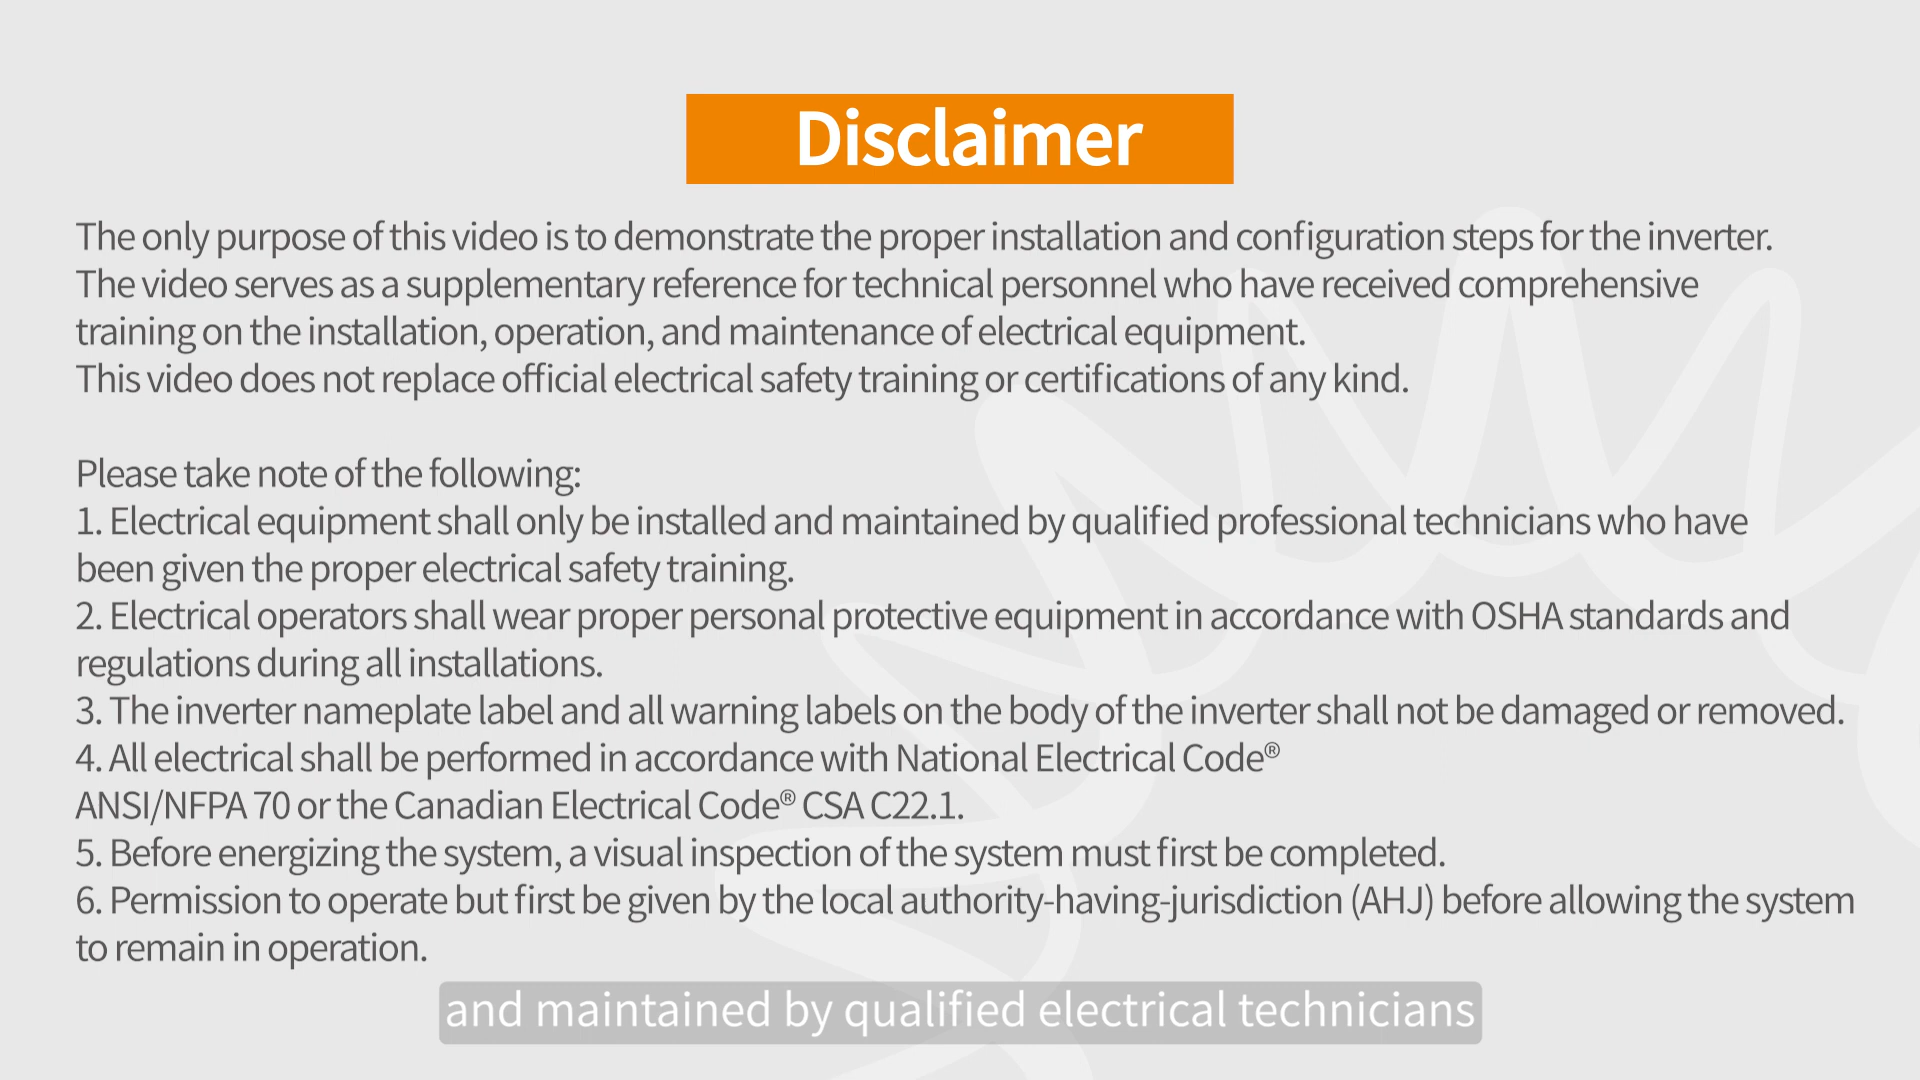 Disclaimer
The only purpose of this video is to demonstrate the proper installation and configuration steps for the inverter.
The video serves as a supplementary reference for technical personnel who have received comprehensive
training on the installation, operation, and maintenance of electrical equipment.
This video does not replace official electrical safety training or certifications of any kind.
Please take note of the following:
1. Electrical equipment shall only be installed and maintained by qualified professional technicians who have
been given the proper electrical safety training.
2. Electrical operators shall wear proper personal protective equipment in accordance with OSHA standards and
regulations during all installations.
3. The inverter nameplate label and all warning labels on the body of the inverter shall not be damaged or removed.
4. All electrical shall be performed in accordance with National Electrical Code®
ANSI/NFPA 70 or the Canadian Electrical Code® CSA C22.1.
5. Before energizing the system, a visual inspection of the system must first be completed.
6. Permission to operate but first be given by the local authority-having-jurisdiction (AHJ) before allowing the system
to remain in operation.
and maintained by qualified electrical technicians